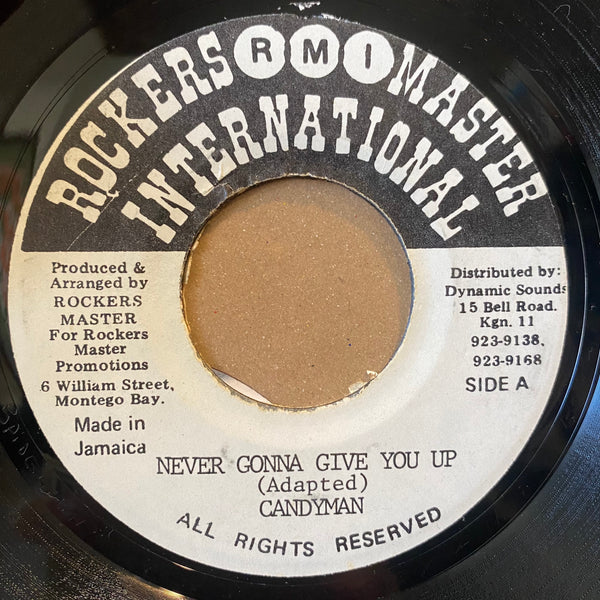 ROCKERS RMI MASTER
INTERNATIONAL
Produced &
Arranged by
ROCKERS
MASTER
For Rockers
Master
Promotions
6 William Street,
Montego Bay.
Made in
Jamaica
Distributed by:
Dynamic Sounds
15 Bell Road.
Kgn. 11
923-9138,
923-9168
SIDE A
NEVER GONNA GIVE YOU UP
(Adapted)
CANDYMAN
ALL RIGHTS RESERVED